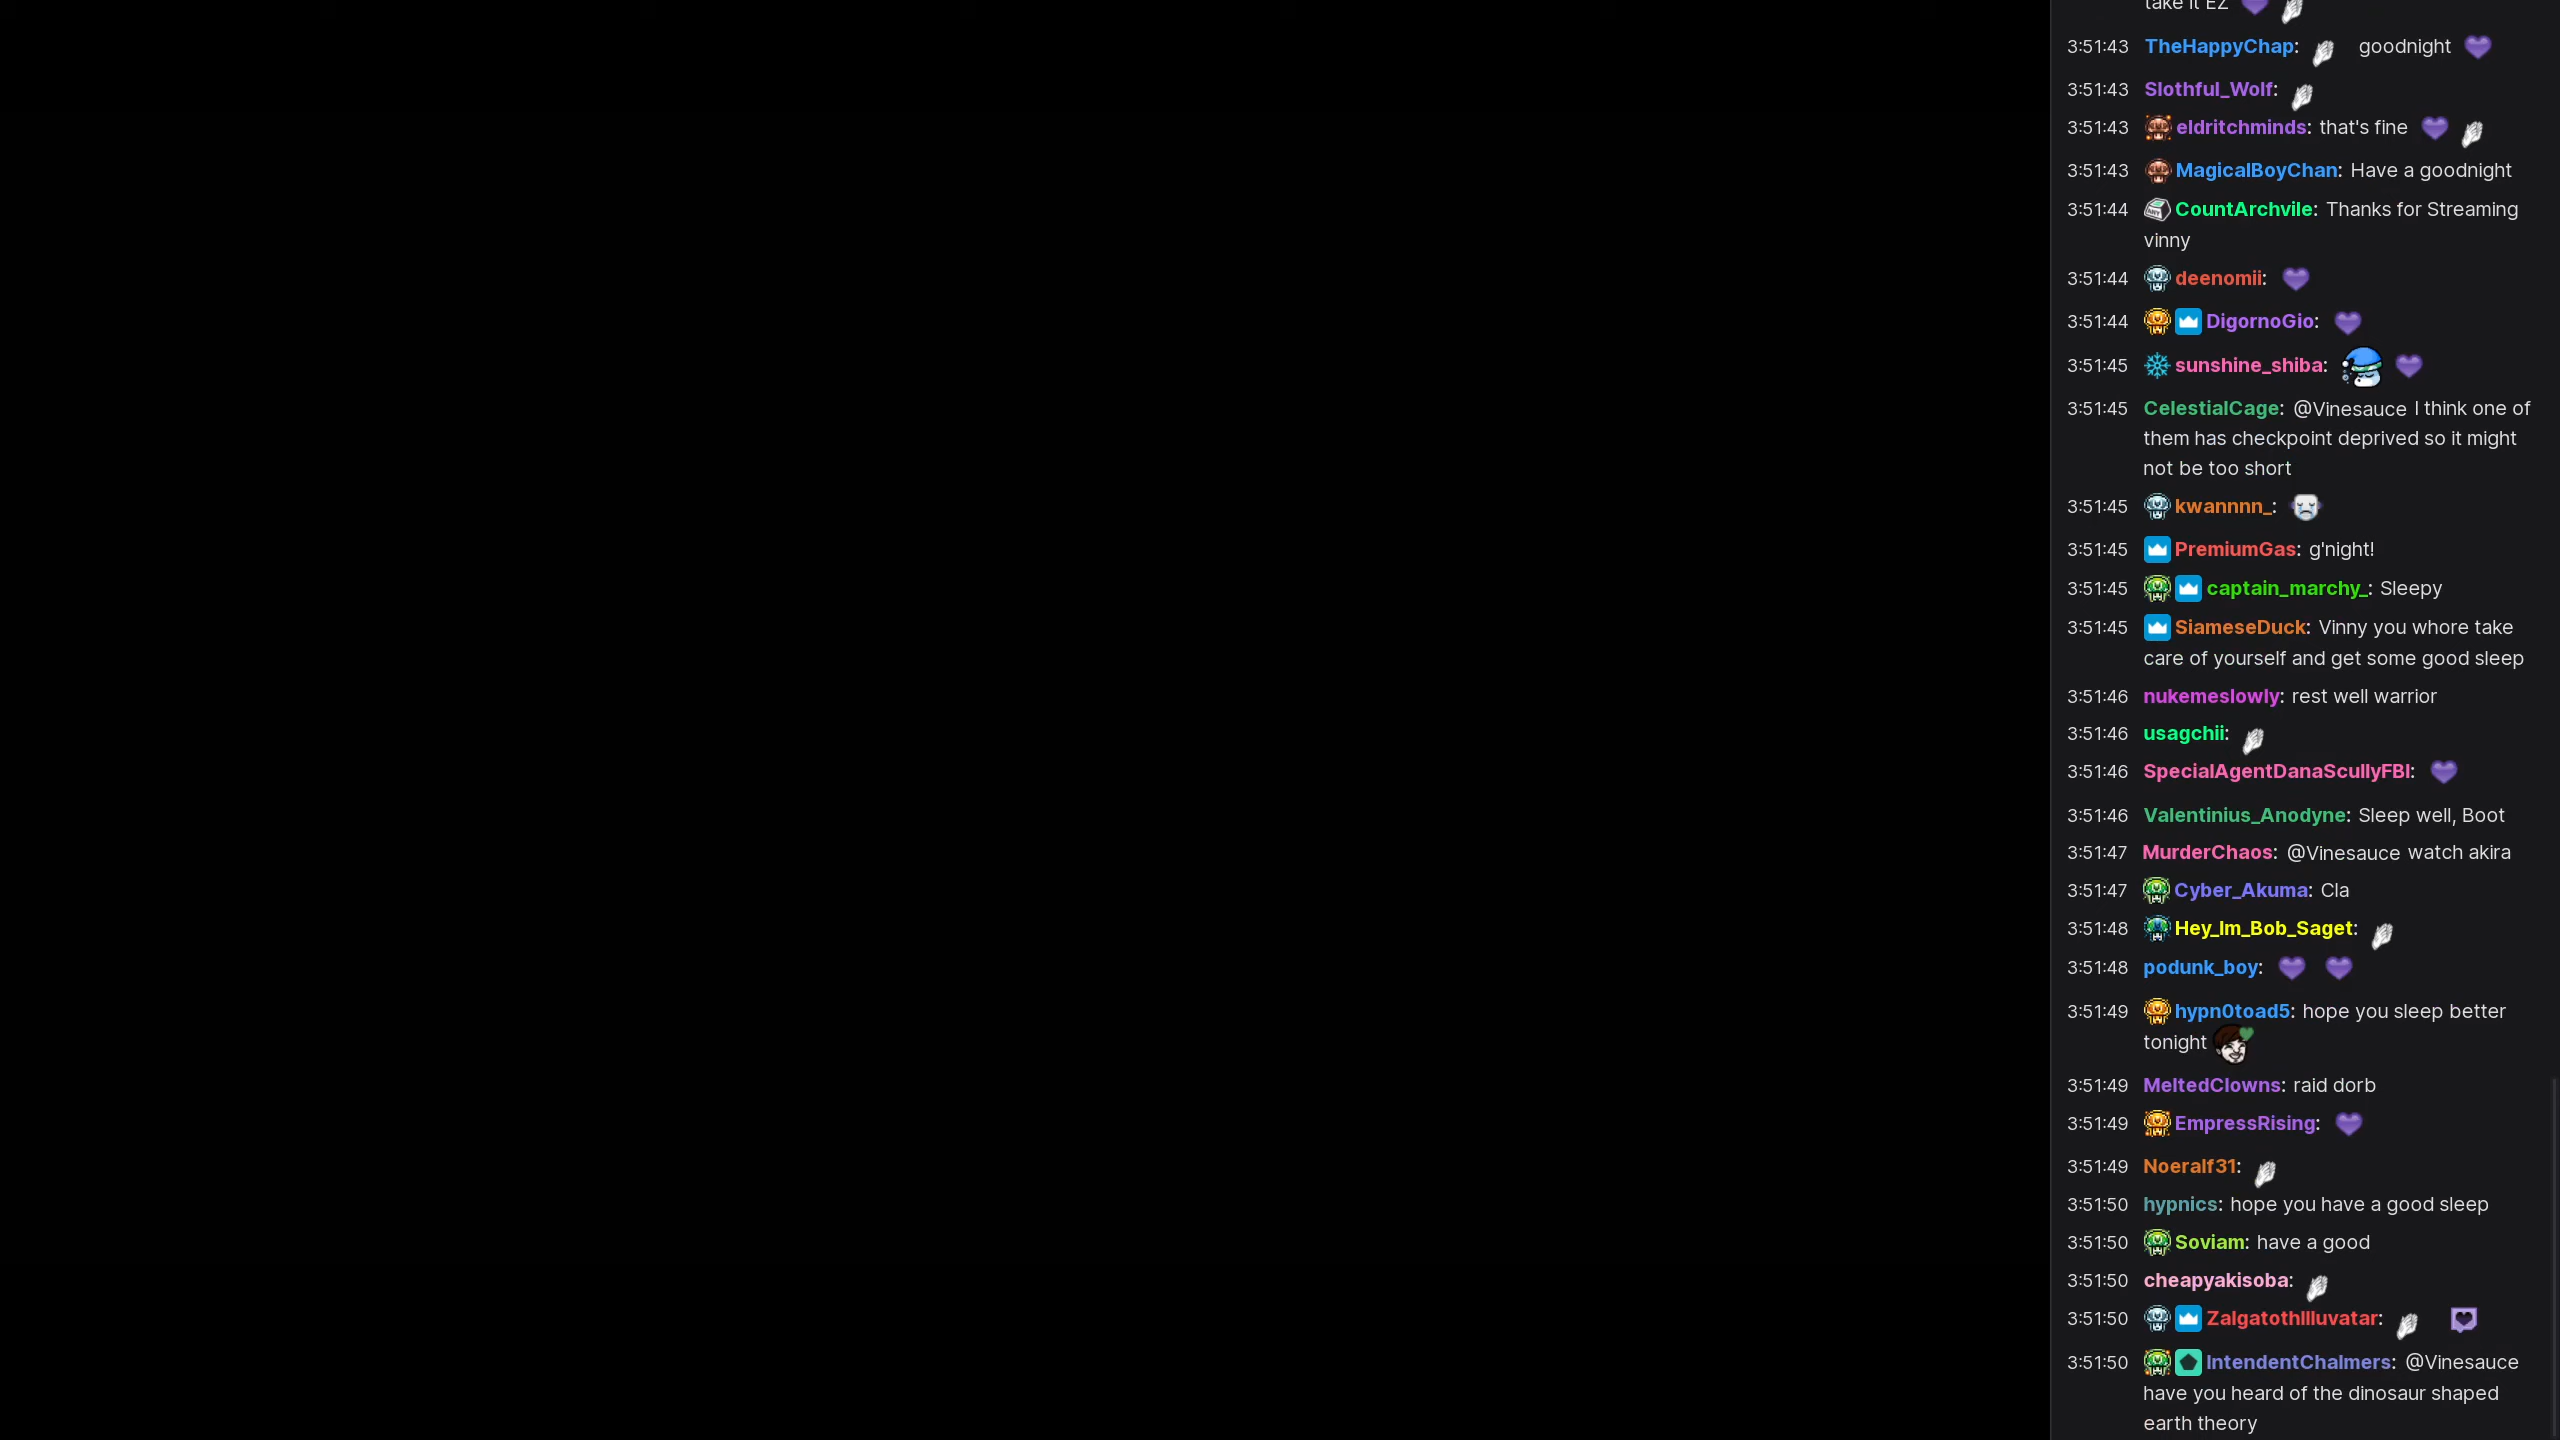 take it EZ
3:51:43 TheHappyChap: goodnight
3:51:43 Slothful_Wolf:
3:51:43 eldritchminds: that's fine
3:51:43 MagicalBoyChan: Have a goodnight
3:51:44 CountArchvile: Thanks for Streaming
vinny
3:51:44 deenomii:
3:51:44 DigornoGio:
3:51:45 sunshine_shiba:
3:51:45 CelestialCage: @Vinesauce I think one of
them has checkpoint deprived so it might
not be too short
3:51:45 kwannnn_:
3:51:45 PremiumGas: g'night!
3:51:45 captain_marchy_: Sleepy
3:51:45 SiameseDuck: Vinny you whore take
care of yourself and get some good sleep
3:51:46 nukemeslowly: rest well warrior
3:51:46 usagchii:
3:51:46 SpecialAgentDanaScullyFBI:
3:51:46 Valentinius_Anodyne: Sleep well, Boot
3:51:47 MurderChaos: @Vinesauce watch akira
3:51:47 Cyber_Akuma: Cla
3:51:48 Hey_Im_Bob_Saget:
3:51:48 podunk_boy:
3:51:49 hypn0toad5: hope you sleep better
tonight
3:51:49 MeltedClowns: raid dorb
3:51:49 EmpressRising:
3:51:49 Noeralf31:
3:51:50 hypnics: hope you have a good sleep
3:51:50 Soviam: have a good
3:51:50 cheapyakisoba:
3:51:50 ZalgatothIlluvatar:
3:51:50 IntendentChalmers: @Vinesauce
have you heard of the dinosaur shaped
earth theory